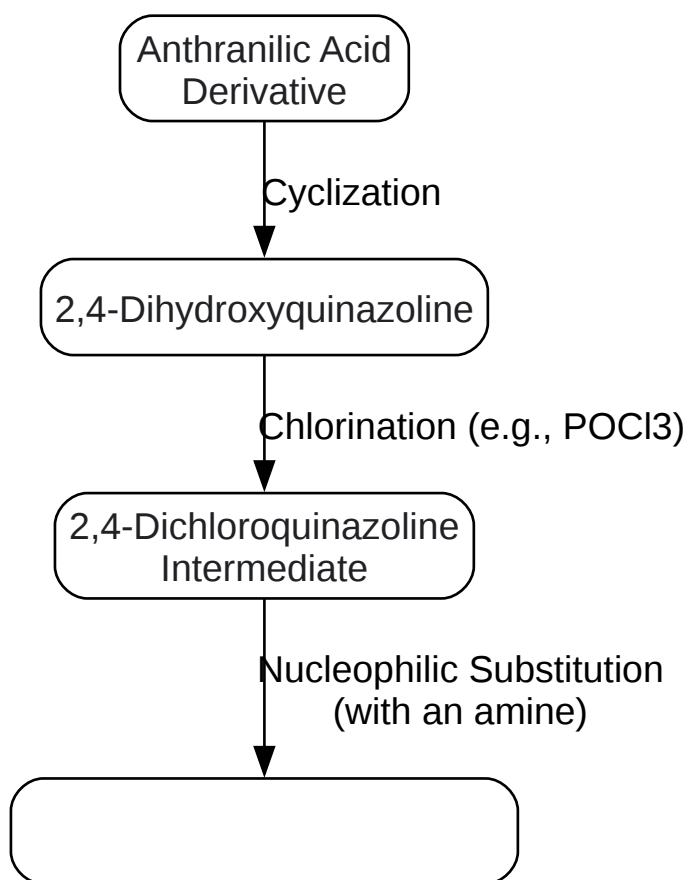 Anthranilic Acid
Derivative
Cyclization
2,4-Dihydroxyquinazoline
Chlorination (e.g., POCl3)
2,4-Dichloroquinazoline
Intermediate
Nucleophilic Substitution
(with an amine)